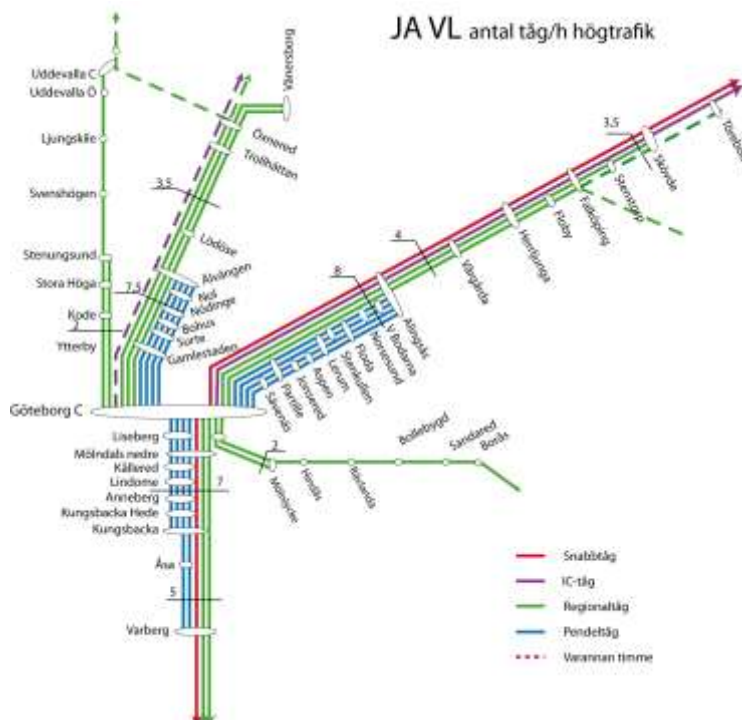 JA VL antal tåg/h högtrafik
Vänersborg
Uddevalla C
Uddevalla Ö
Öxnered
Trollhättan
Ljungskile
3,5
Svenshögen
Lödöse
Stenungsund
Älvängen
Stora Höga
7,5
Nol
Nödinge
Kode
Bohus
2
Surte
Ytterby
Gamlestaden
3,5
Töreboda
Skövde
Stenstorp
Falköping
Floby
Herrljunga
4
Vårgårda
Alingsås
V Bodarna
Norsesund
Floda
Stenkullen
Lerum
Aspen
Jonsered
Partille
Sävenäs
Göteborg C
Liseberg
Mölndals nedre
Kållered
Lindome
Anneberg
Kungsbacka Hede
Kungsbacka
7
2
Mölnlycke
Hindås
Rävlanda
Bollebygd
Sandared
Borås
Åsa
5
Varberg
Snabbtåg
IC-tåg
Regionaltåg
Pendeltåg
Varannan timme